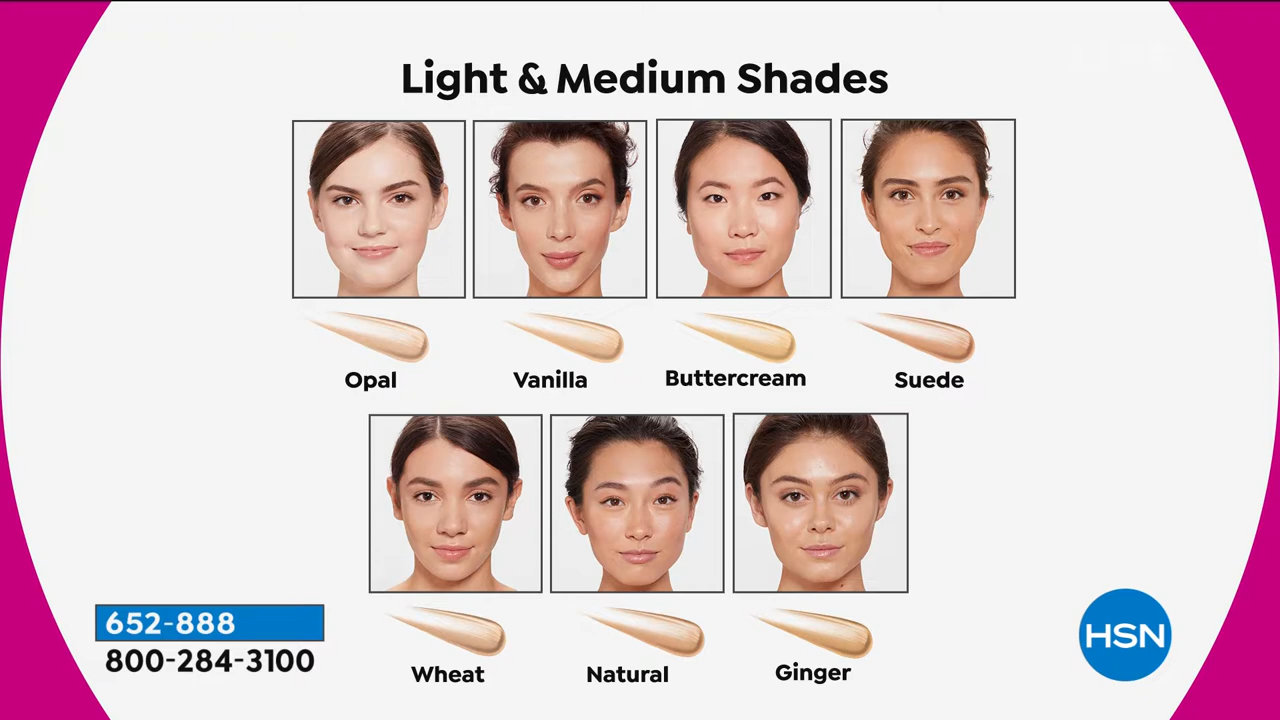 Light & Medium Shades
Opal
Vanilla
Buttercream
Suede
Wheat
Natural
Ginger
652-888
800-284-3100
HSN